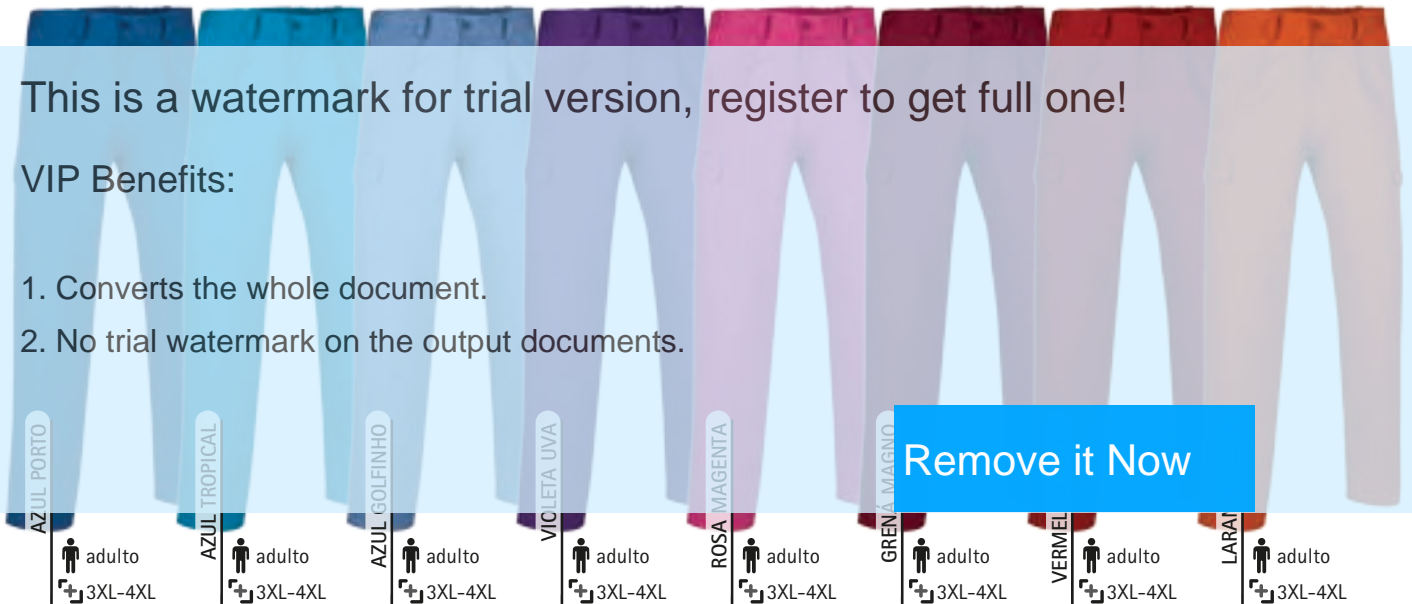 This is a watermark for trial version, register to get full one!
VIP Benefits:
1. Converts the whole document.
2. No trial watermark on the output documents.
Remove it Now
AZUL PORTO
AZUL TROPICAL
AZUL GOLFINHO
VIOLETA UVA
ROSA MAGENTA
GRENÁ MAGNO
adulto
3XL-4XL
adulto
3XL-4XL
adulto
3XL-4XL
adulto
3XL-4XL
adulto
3XL-4XL
adulto
3XL-4XL
adulto
3XL-4XL
adulto
3XL-4XL